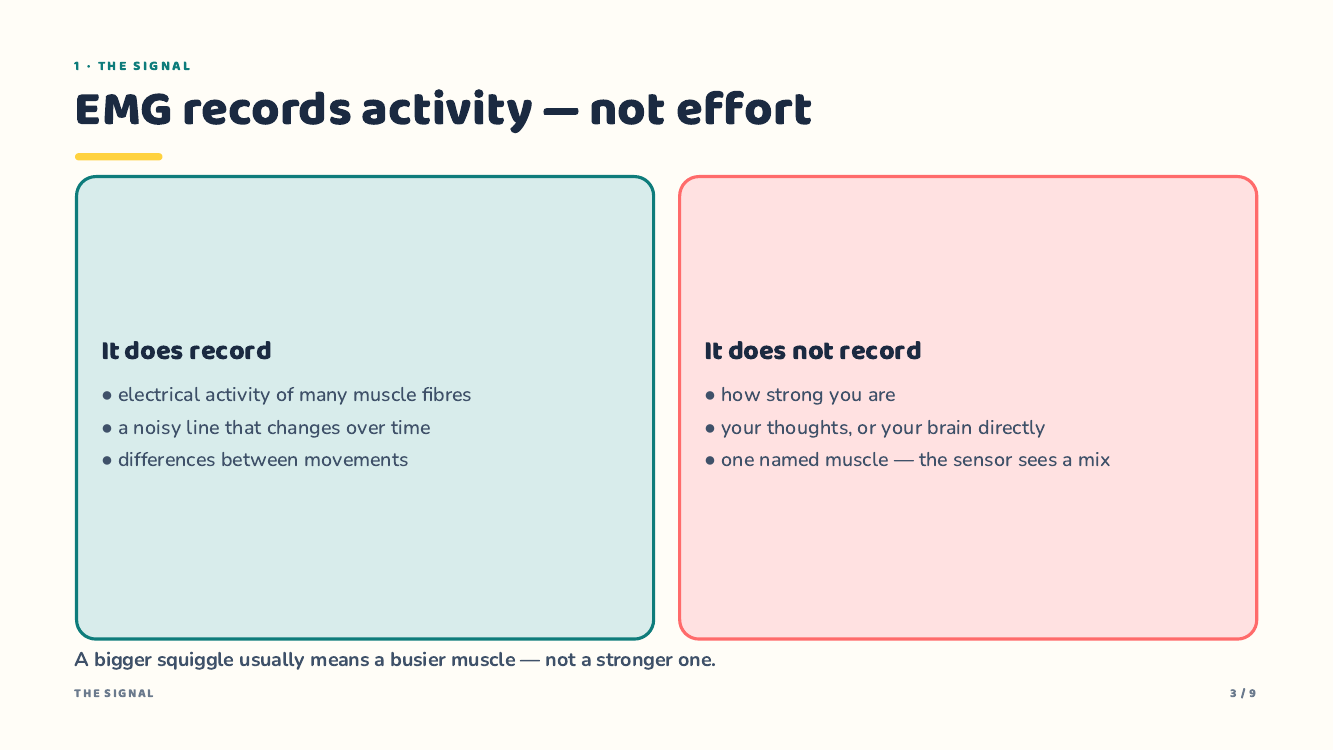 1 · THE SIGNAL
EMG records activity — not effort
It does record
● electrical activity of many muscle fibres
● a noisy line that changes over time
● differences between movements
It does not record
● how strong you are
● your thoughts, or your brain directly
● one named muscle — the sensor sees a mix
A bigger squiggle usually means a busier muscle — not a stronger one.
THE SIGNAL
3 / 9